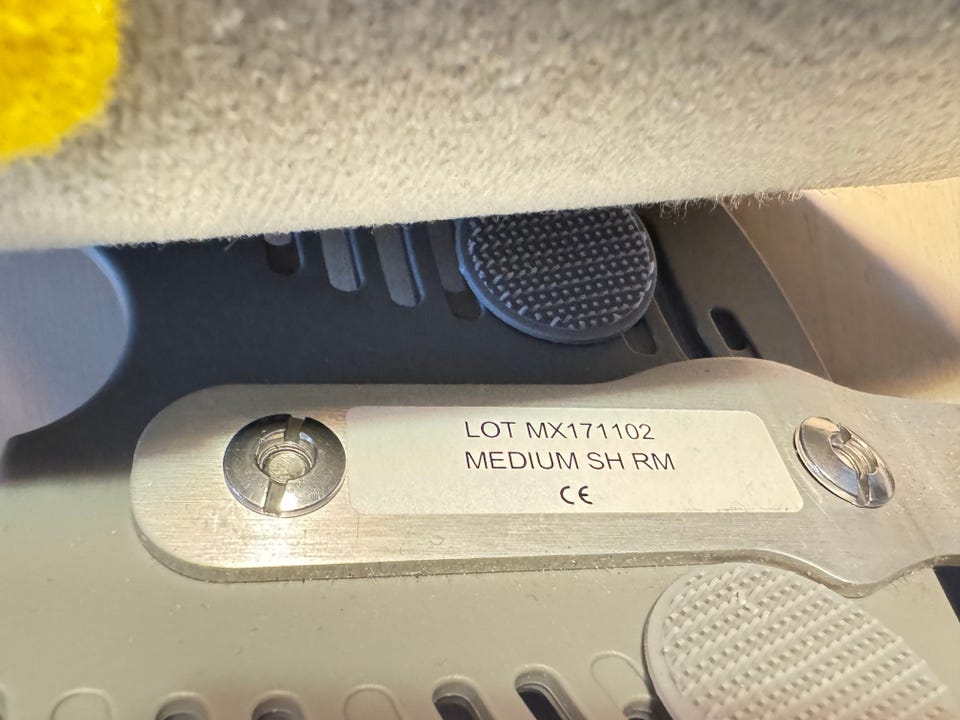 LOT MX171102
MEDIUM SH RM
CE